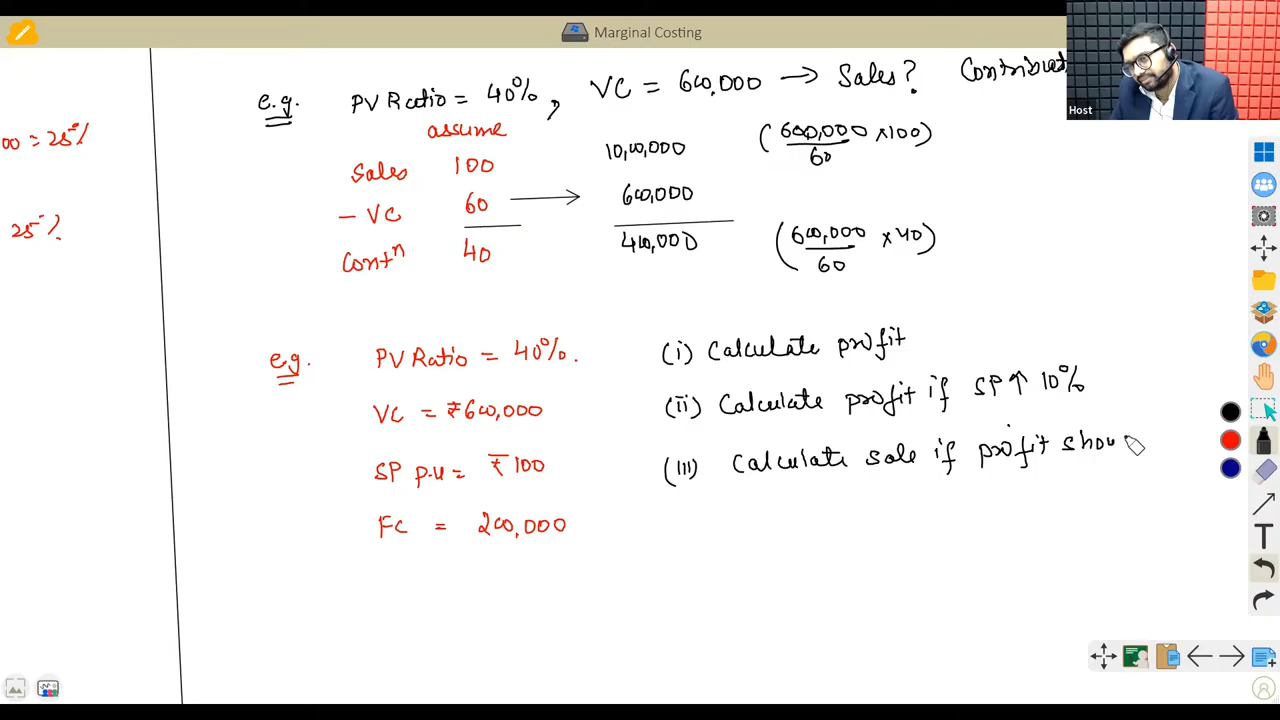 Marginal Costing
Host
00 = 25%
25%
e.g. PV Ratio = 40%, VC = 600,000 → Sales?
assume
Sales 100 10,00,000 (600,000/60 ×100)
- VC 60 → 600,000
Contⁿ 40 400,000 (600,000/60 ×40)
e.g. PV Ratio = 40%.
VC = ₹600,000
SP p.u = ₹100
FC = 200,000
(i) Calculate profit
(ii) Calculate profit if SP↑ 10%
(iii) Calculate sale if profit shou
T